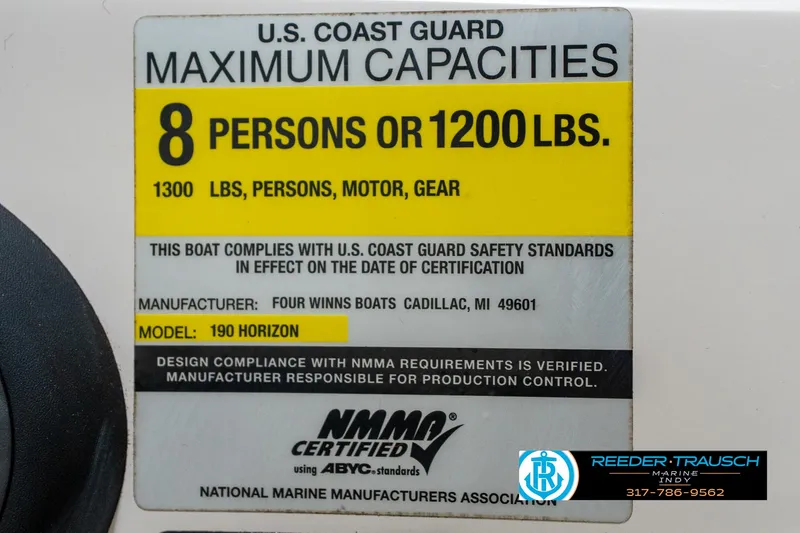 U.S. COAST GUARD
MAXIMUM CAPACITIES
8 PERSONS OR 1200 LBS.
1300 LBS, PERSONS, MOTOR, GEAR
THIS BOAT COMPLIES WITH U.S. COAST GUARD SAFETY STANDARDS
IN EFFECT ON THE DATE OF CERTIFICATION
MANUFACTURER: FOUR WINNS BOATS CADILLAC, MI 49601
MODEL: 190 HORIZON
DESIGN COMPLIANCE WITH NMMA REQUIREMENTS IS VERIFIED.
MANUFACTURER RESPONSIBLE FOR PRODUCTION CONTROL.
NMMA®
CERTIFIED
using ABYC® standards
NATIONAL MARINE MANUFACTURERS ASSOCIATION
REEDER·TRAUSCH
MARINE
INDY
317-786-9562